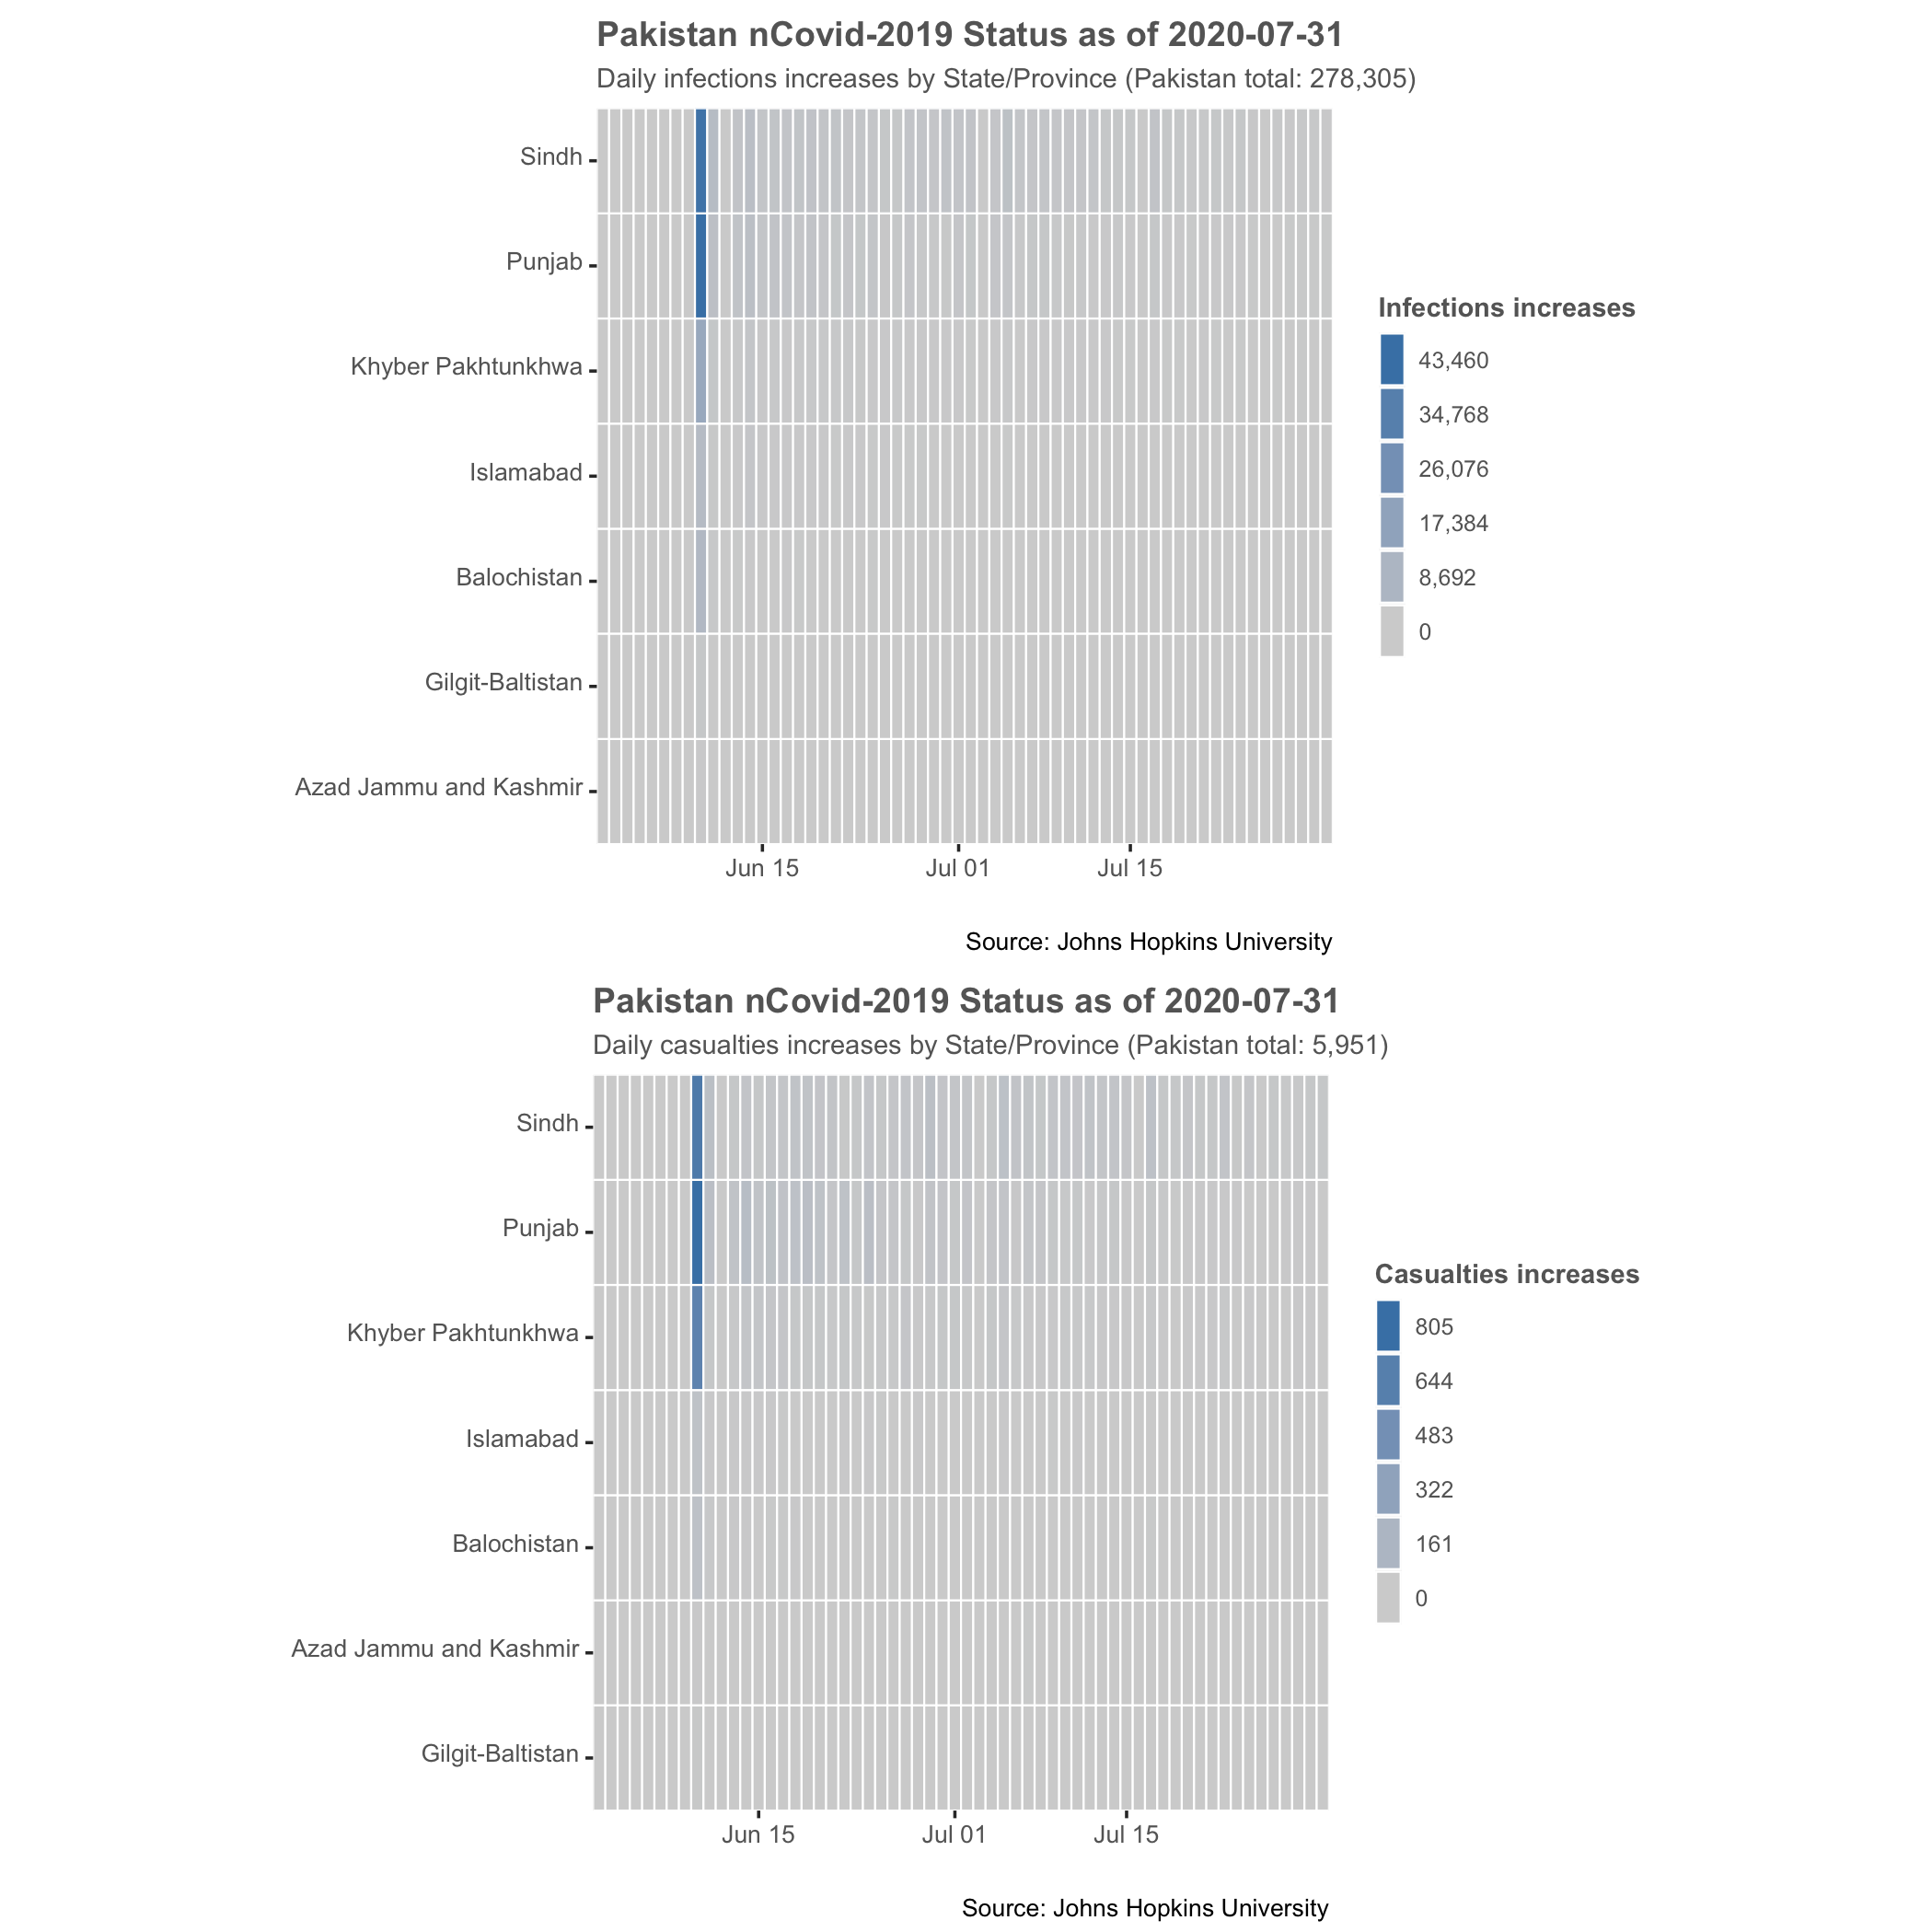 Pakistan nCovid-2019 Status as of 2020-07-31
Daily infections increases by State/Province (Pakistan total: 278,305)
Sindh
Punjab
Khyber Pakhtunkhwa
Islamabad
Balochistan
Gilgit-Baltistan
Azad Jammu and Kashmir
Jun 15
Jul 01
Jul 15
Infections increases
43,460
34,768
26,076
17,384
8,692
0
Source: Johns Hopkins University
Pakistan nCovid-2019 Status as of 2020-07-31
Daily casualties increases by State/Province (Pakistan total: 5,951)
Sindh
Punjab
Khyber Pakhtunkhwa
Islamabad
Balochistan
Azad Jammu and Kashmir
Gilgit-Baltistan
Jun 15
Jul 01
Jul 15
Casualties increases
805
644
483
322
161
0
Source: Johns Hopkins University